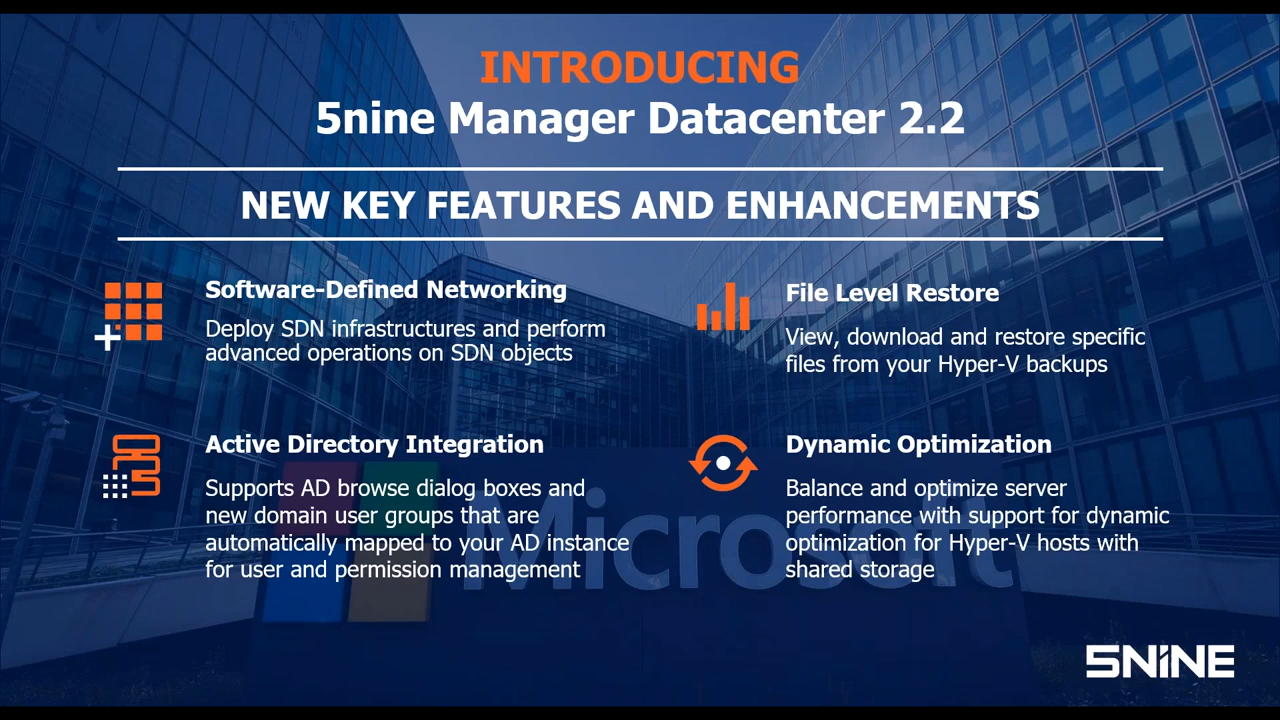 INTRODUCING
5nine Manager Datacenter 2.2
NEW KEY FEATURES AND ENHANCEMENTS
Software-Defined Networking
Deploy SDN infrastructures and perform
advanced operations on SDN objects
File Level Restore
View, download and restore specific
files from your Hyper-V backups
Active Directory Integration
Supports AD browse dialog boxes and
new domain user groups that are
automatically mapped to your AD instance
for user and permission management
Dynamic Optimization
Balance and optimize server
performance with support for dynamic
optimization for Hyper-V hosts with
shared storage
Microsoft
5NINE